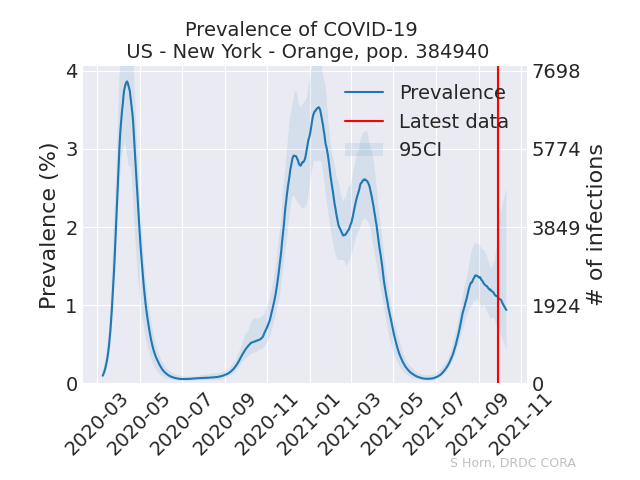 Prevalence of COVID-19
US - New York - Orange, pop. 384940
Prevalence
Latest data
95CI
Prevalence (%)
4
3
2
1
0
7698
5774
3849
1924
0
# of infections
2020-03
2020-05
2020-07
2020-09
2020-11
2021-01
2021-03
2021-05
2021-07
2021-09
2021-11
S Horn, DRDC CORA